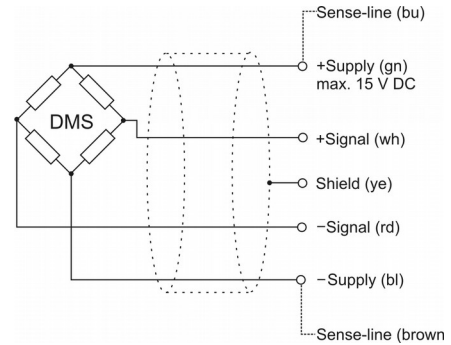 Sense-line (bu)
+Supply (gn)
max. 15 V DC
DMS
+Signal (wh)
Shield (ye)
−Signal (rd)
−Supply (bl)
Sense-line (brown